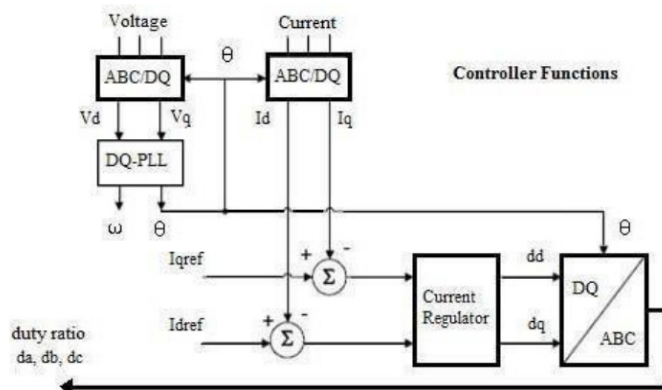 Voltage
Current
ABC/DQ
θ
ABC/DQ
Controller Functions
Vd
Vq
Id
Iq
DQ-PLL
ω
θ
θ
Iqref
+
-
Σ
dd
DQ
Current
Regulator
Idref
+
-
Σ
dq
ABC
duty ratio
da, db, dc